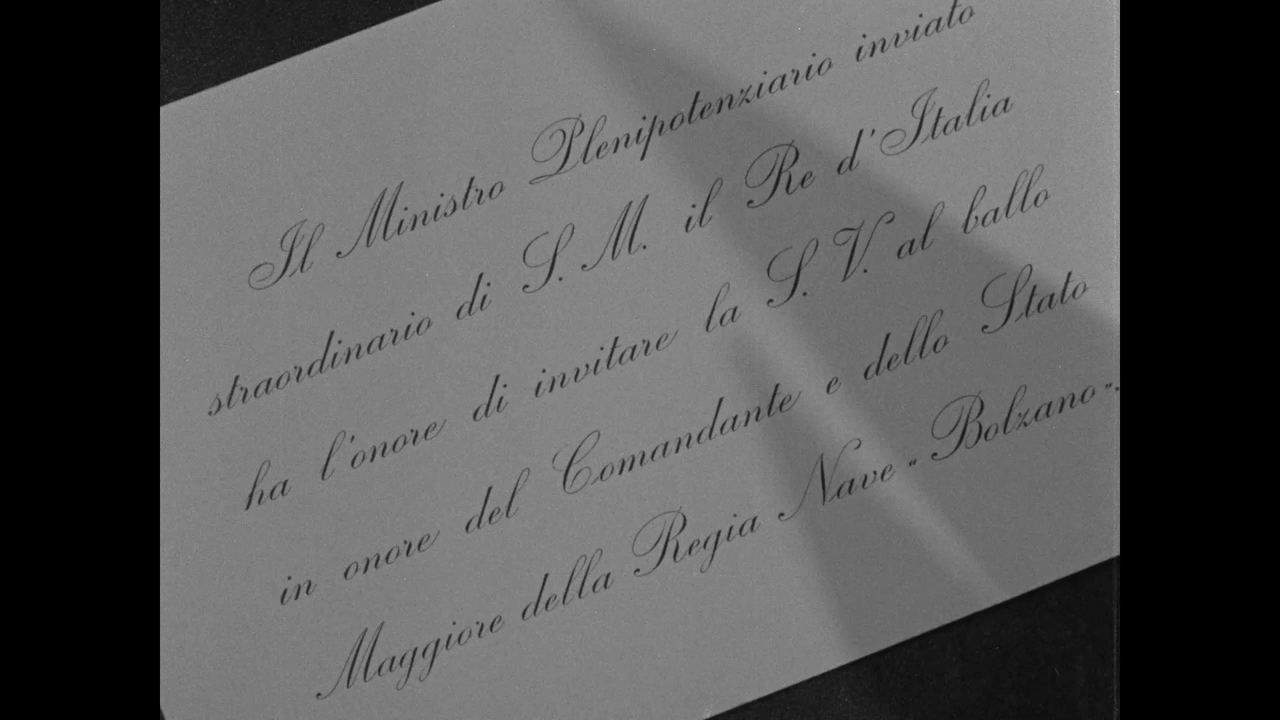 Il Ministro Plenipotenziario inviato
straordinario di S. M. il Re d'Italia
ha l'onore di invitare la S. V. al ballo
in onore del Comandante e dello Stato
Maggiore della Regia Nave "Bolzano".